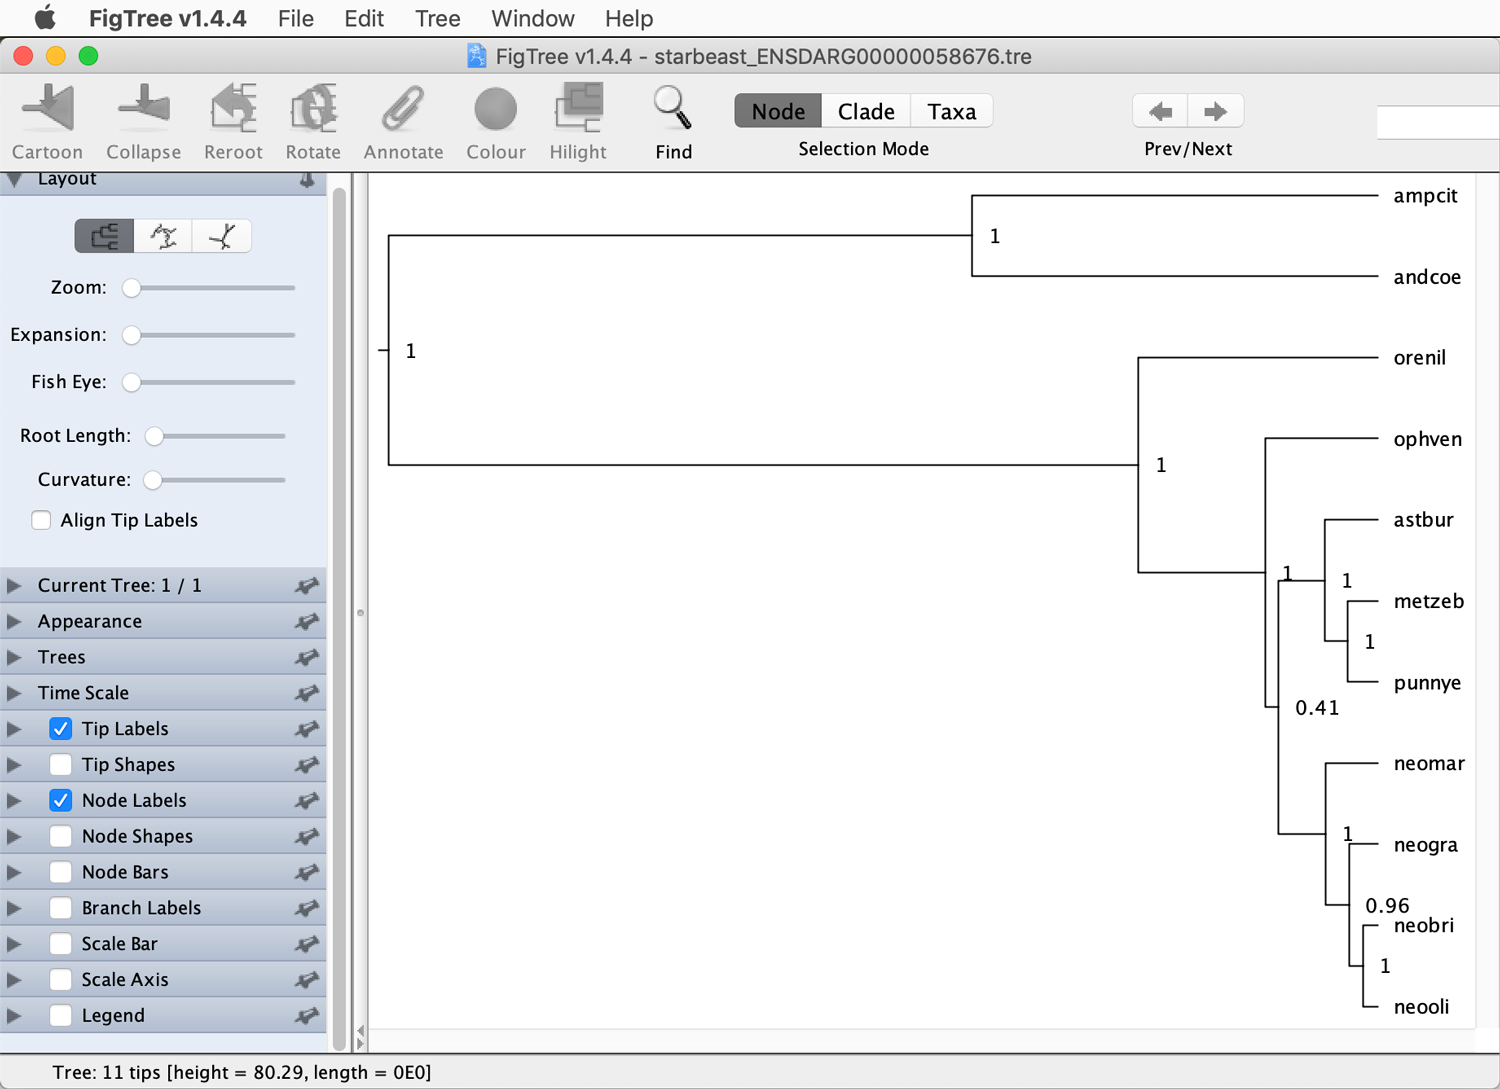 FigTree v1.4.4 File Edit Tree Window Help
FigTree v1.4.4 - starbeast_ENSDARG00000058676.tre
Cartoon Collapse Reroot Rotate Annotate Colour Hilight Find
Node Clade Taxa
Selection Mode
Prev/Next
Layout
Zoom:
Expansion:
Fish Eye:
Root Length:
Curvature:
Align Tip Labels
Current Tree: 1 / 1
Appearance
Trees
Time Scale
Tip Labels
Tip Shapes
Node Labels
Node Shapes
Node Bars
Branch Labels
Scale Bar
Scale Axis
Legend
ampcit
1
andcoe
1
orenil
ophven
1
astbur
1
1
metzeb
1
punnye
0.41
neomar
1
neogra
0.96
neobri
1
neooli
Tree: 11 tips [height = 80.29, length = 0E0]